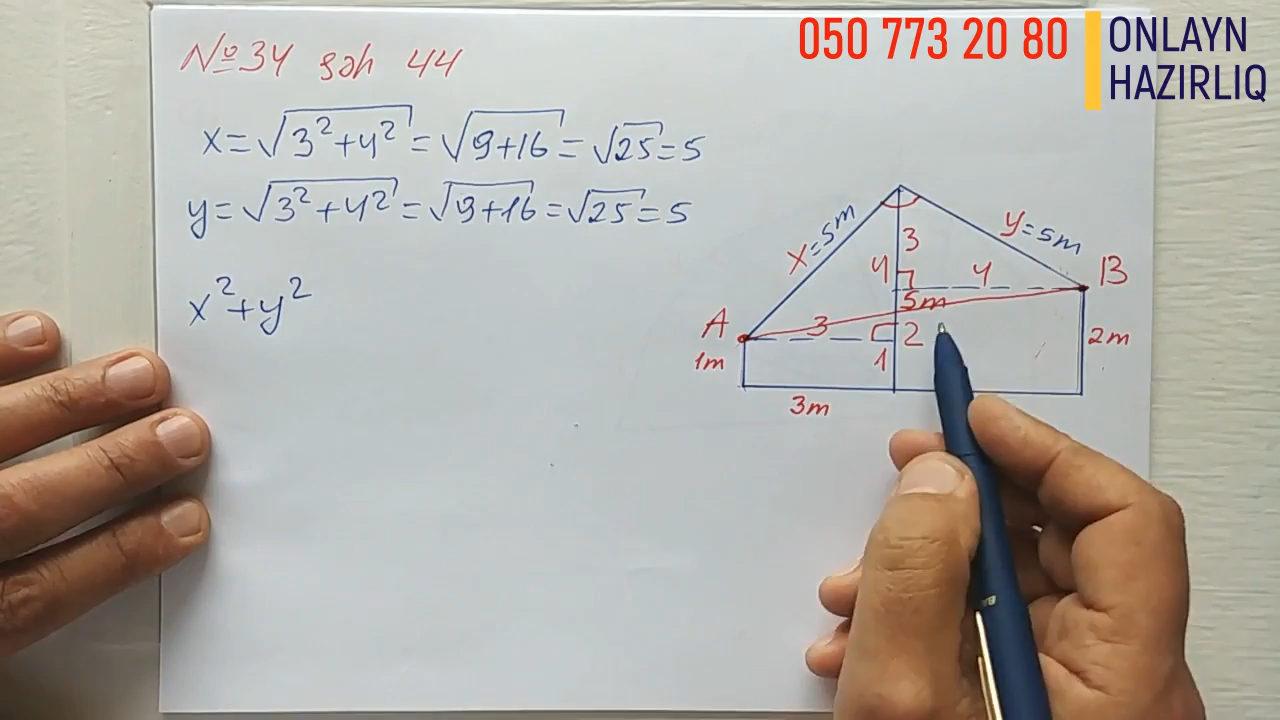 050 773 20 80 ONLAYN
HAZIRLIQ
№34 səh 44
x=√3²+4²=√9+16=√25=5
y=√3²+4²=√9+16=√25=5
x²+y²
x=5m
y=5m
3
4
4
B
5m
A
3
2
1m
1
2m
3m